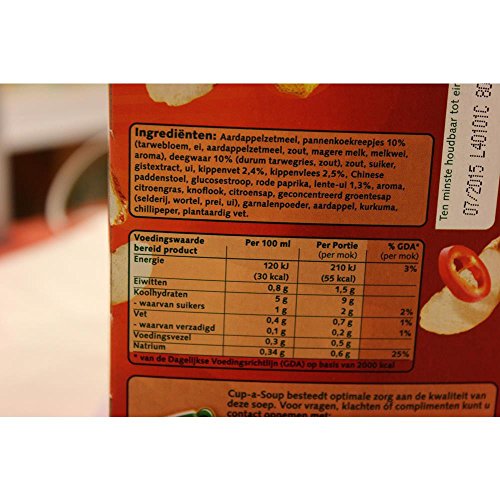 Ingrediënten: Aardappelzetmeel, pannenkoekreepjes 10%
(tarwebloem, ei, aardappelzetmeel, zout, magere melk, melkwei,
aroma), deegwaar 10% (durum tarwegries, zout), zout, suiker,
gistextract, ui, kippenvet 2,4%, kippenvlees 2,5%, Chinese
paddenstoel, glucosestroop, rode paprika, lente-ui 1,3%, aroma,
citroengras, knoflook, citroensap, geconcentreerd groentesap
(selderij, wortel, prei, ui), garnalenpoeder, aardappel, kurkuma,
chillipeper, plantaardig vet.
Voedingswaarde Per 100 ml Per Portie % GDA*
bereid product (per mok) (per mok)
Energie 120 kJ 210 kJ 3%
(30 kcal) (55 kcal)
Eiwitten 0,8 g 1,5 g
Koolhydraten 5 g 9 g
- waarvan suikers 1 g 2 g 2%
Vet 0,4 g 0,7 g 1%
- waarvan verzadigd 0,1 g 0,2 g 1%
Voedingsvezel 0,3 g 0,5 g
Natrium 0,34 g 0,6 g 25%
* van de Dagelijkse Voedingsrichtlijn (GDA) op basis van 2000 kcal
Cup-a-Soup besteedt optimale zorg aan de kwaliteit van
deze soep. Voor vragen, klachten of complimenten kunt u
contact opnemen met:
Ten minste houdbaar tot ein
07/2015 L40101C 80